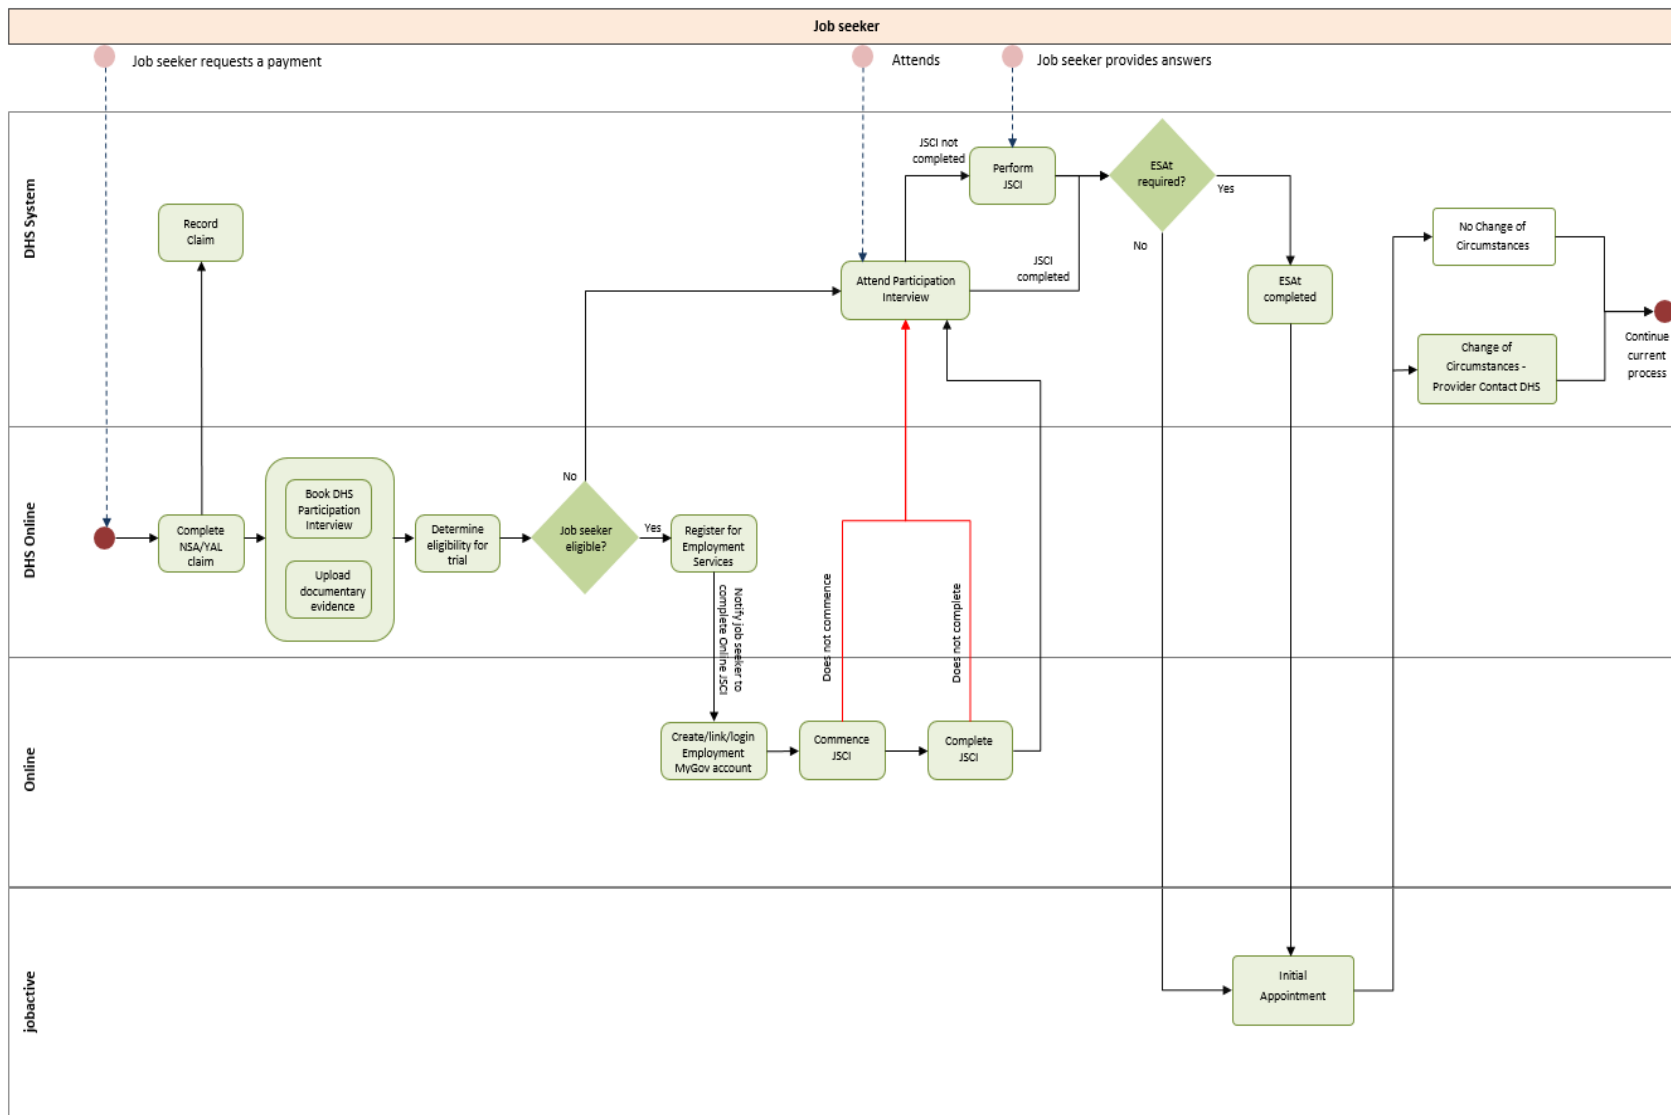 Job seeker
Job seeker requests a payment
Attends
Job seeker provides answers
DHS System
Record
Claim
JSCI not
completed
Perform
JSCI
ESAt
required?
Yes
No
Attend Participation
Interview
JSCI
completed
ESAt
completed
No Change of
Circumstances
Change of
Circumstances -
Provider Contact DHS
Continue
current
process
DHS Online
Complete
NSA/YAL
claim
Book DHS
Participation
Interview
Upload
documentary
evidence
Determine
eligibility for
trial
No
Job seeker
eligible?
Yes
Register for
Employment
Services
Notify job seeker to
complete Online JSCI
Does not commence
Does not complete
Online
Create/link/login
Employment
MyGov account
Commence
JSCI
Complete
JSCI
jobactive
Initial
Appointment